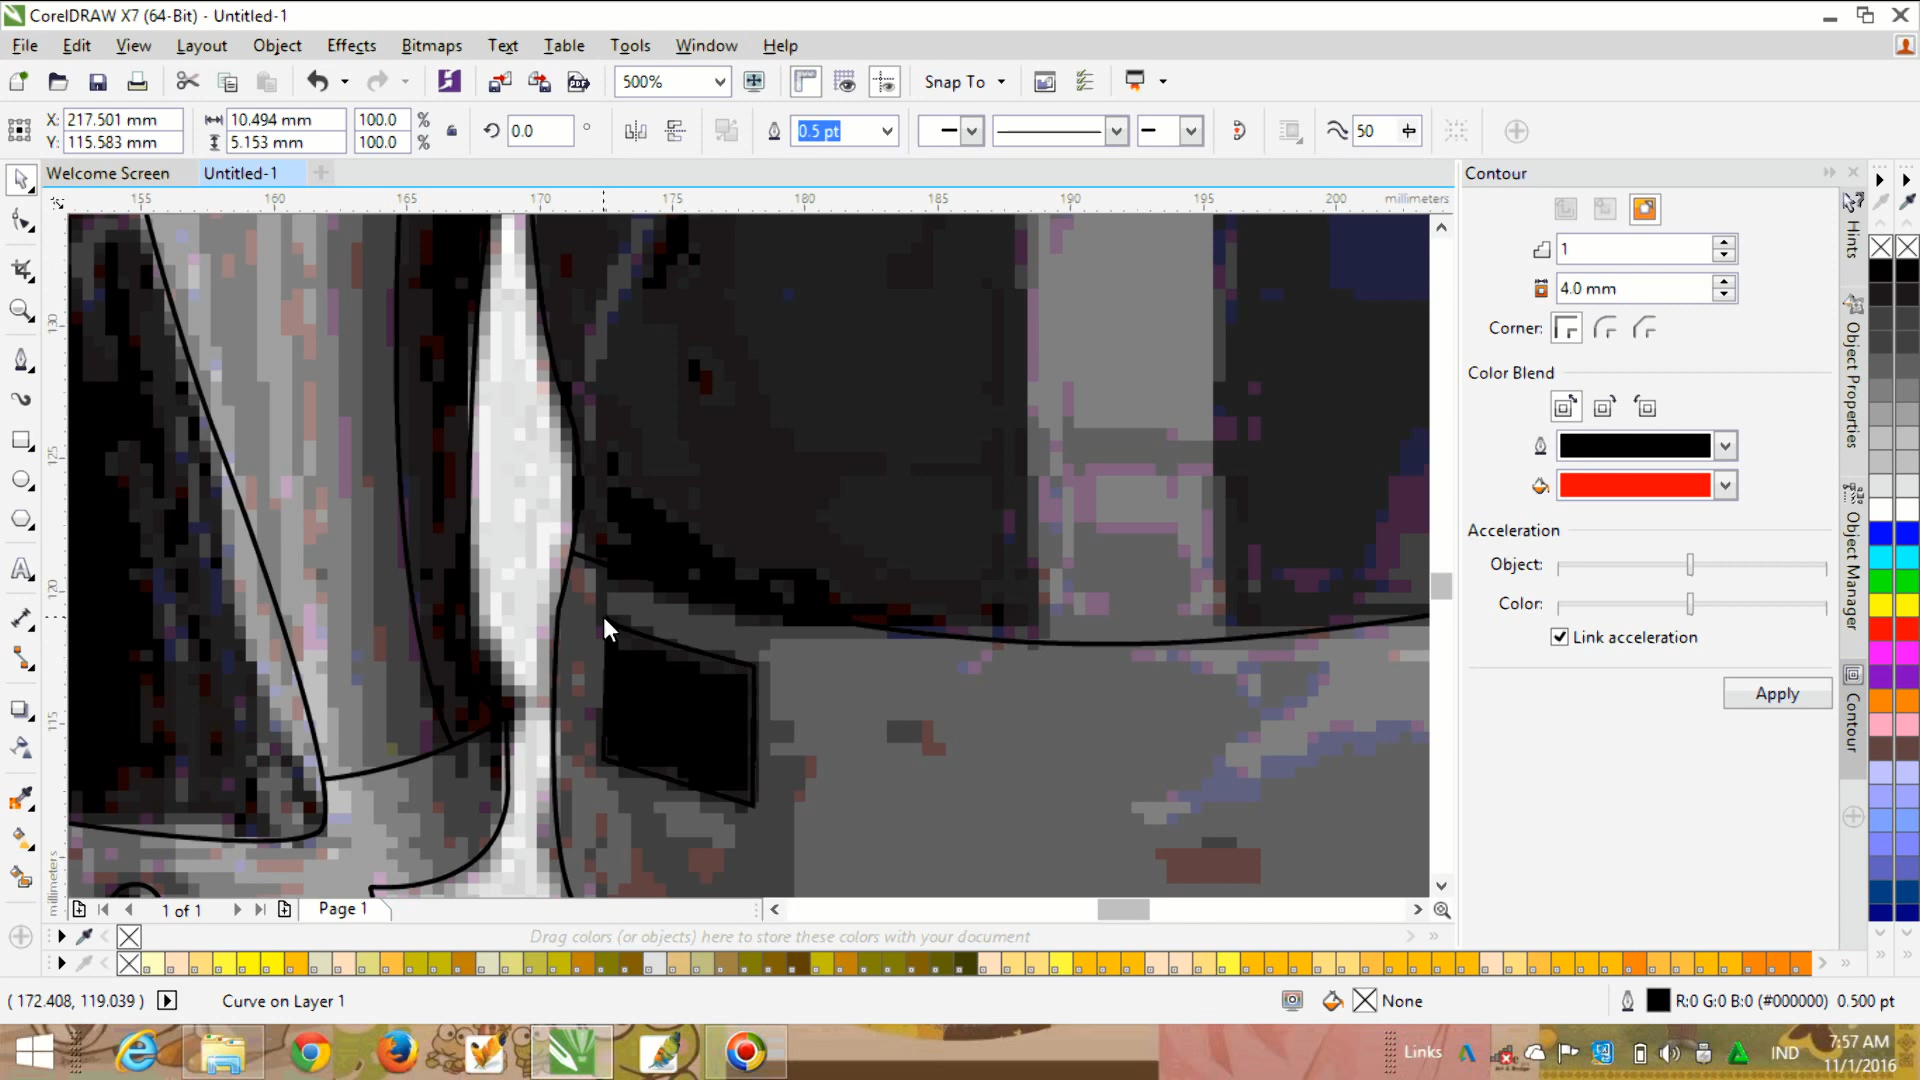 CorelDRAW X7 (64-Bit) - Untitled-1
File Edit View Layout Object Effects Bitmaps Text Table Tools Window Help
500% Snap To
X: 217.501 mm 10.494 mm 100.0 % 0.0 ° 0.5 pt 50
Y: 115.583 mm 5.153 mm 100.0 %
Welcome Screen Untitled-1
155 160 165 170 175 180 185 190 195 200 millimeters
130
125
120
115
millimeters
Contour
1
4.0 mm
Corner:
Color Blend
Acceleration
Object:
Color:
Link acceleration
Apply
Hints
Object Properties
Object Manager
Contour
1 of 1 Page 1
Drag colors (or objects) here to store these colors with your document
( 172.408, 119.039 ) Curve on Layer 1 None R:0 G:0 B:0 (#000000) 0.500 pt
Links IND 7:57 AM
11/1/2016